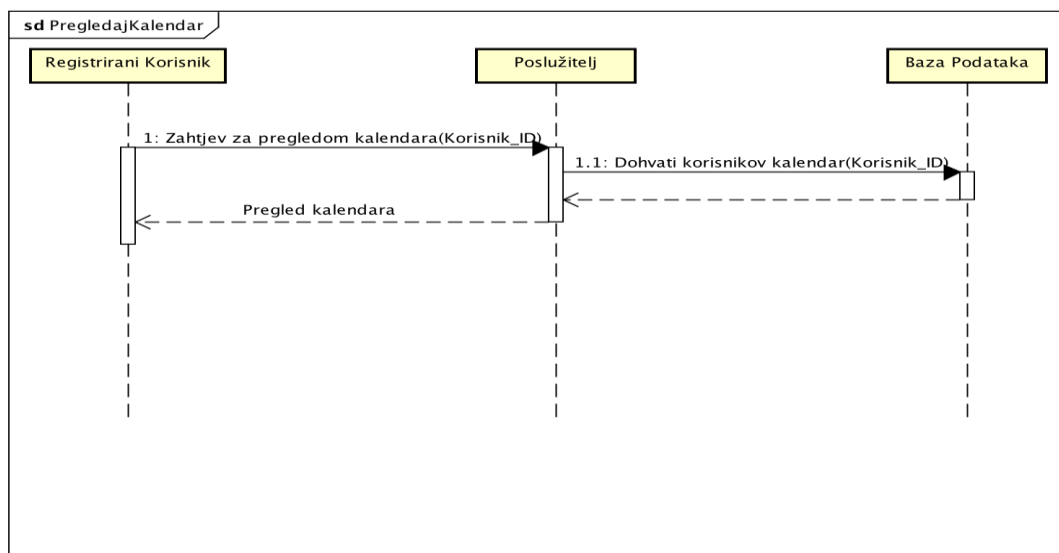 sd PregledajKalendar
Registrirani Korisnik
Poslužitelj
Baza Podataka
1: Zahtjev za pregledom kalendara(Korisnik_ID)
1.1: Dohvati korisnikov kalendar(Korisnik_ID)
Pregled kalendara